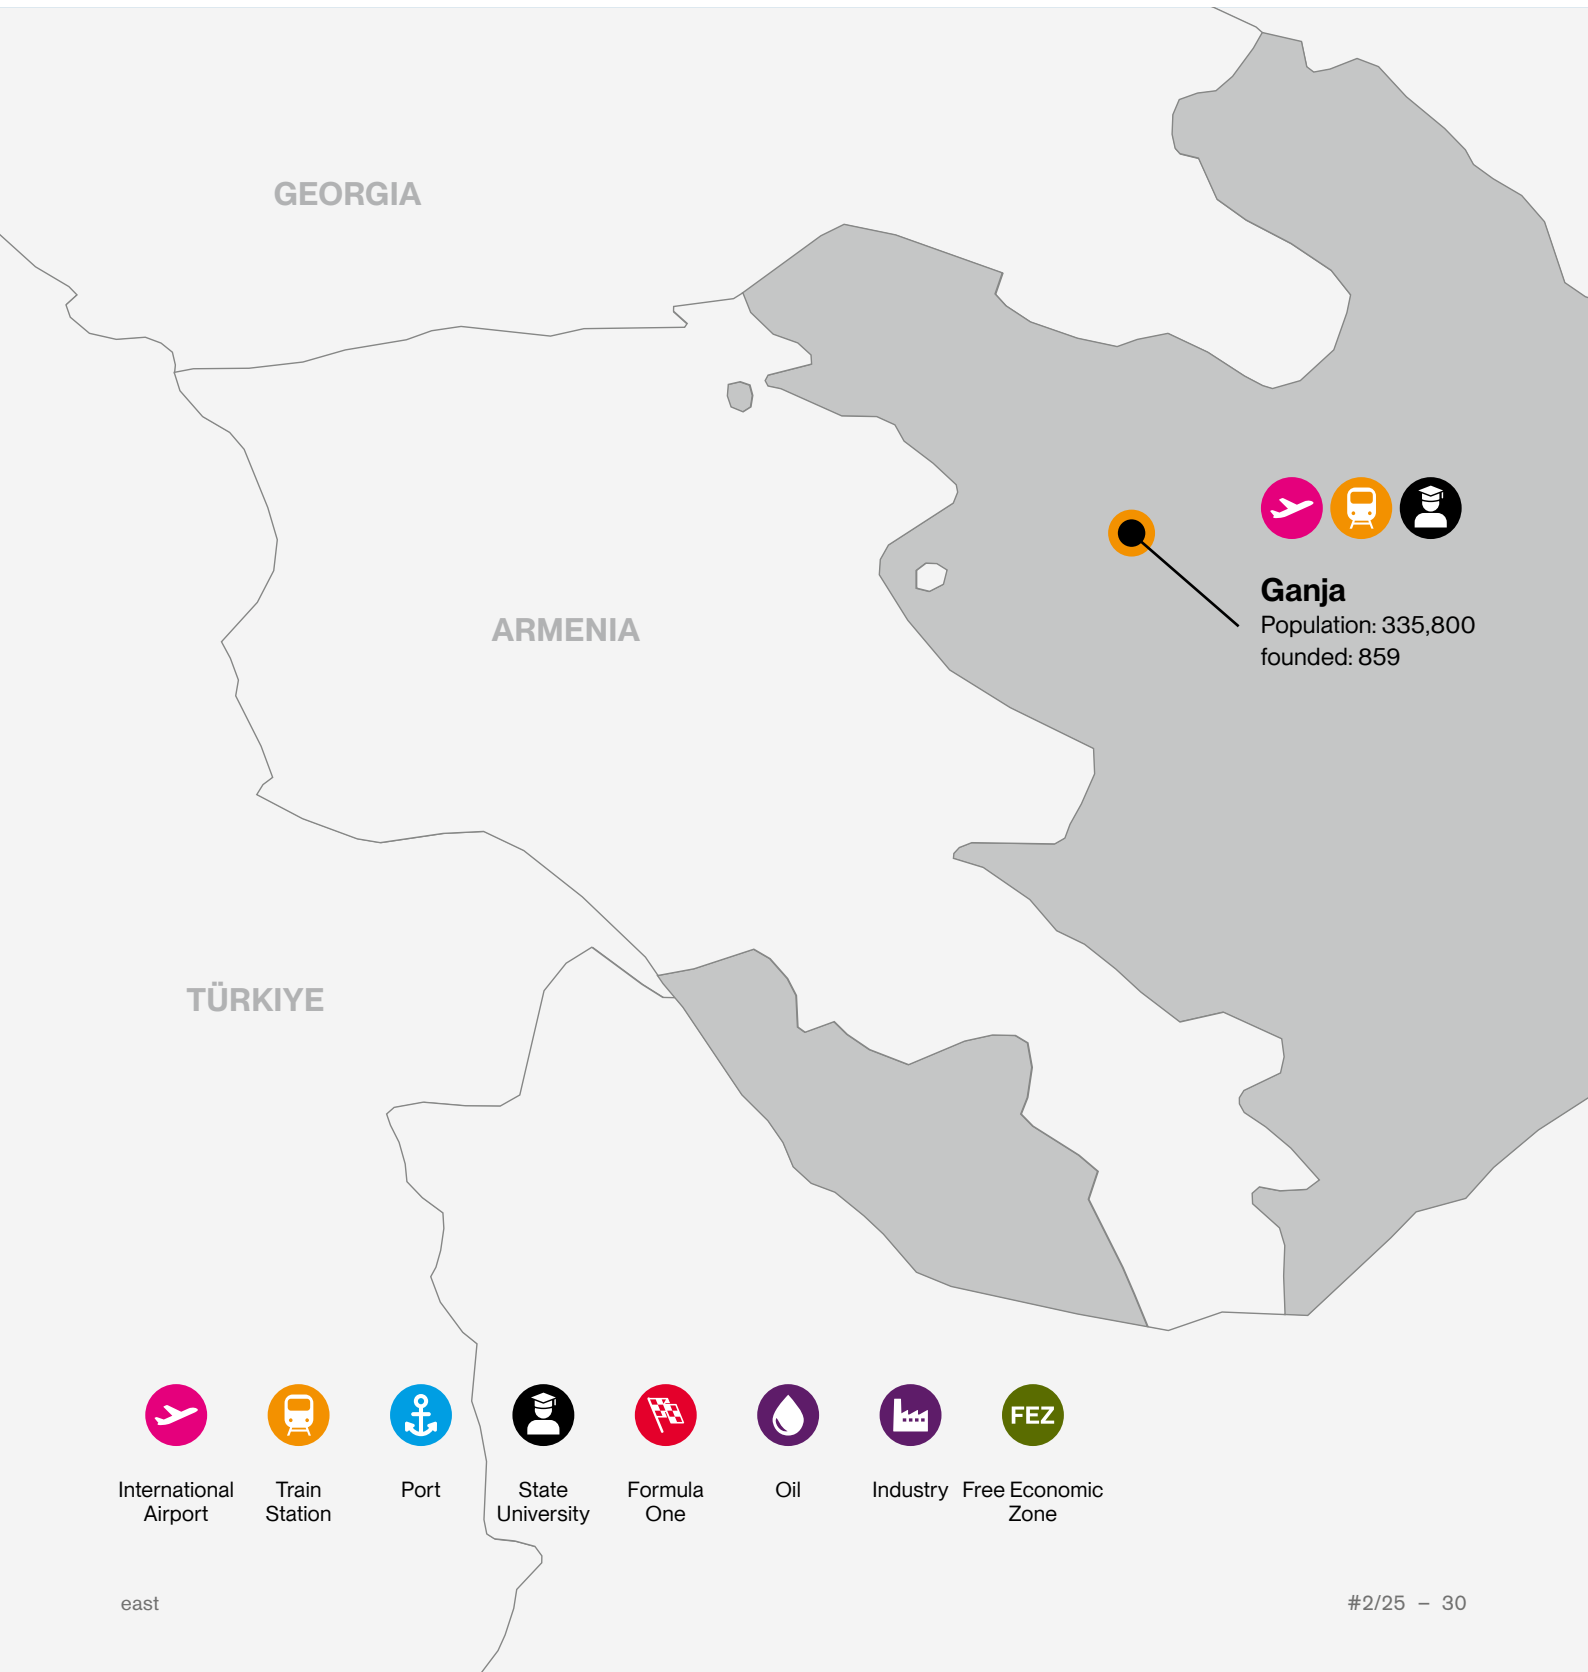 GEORGIA
Ganja
Population: 335,800
founded: 859
ARMENIA
TÜRKIYE
FEZ
International
Airport
Train
Station
Port
State
University
Formula
One
Oil
Industry
Free Economic
Zone
east
#2/25 – 30